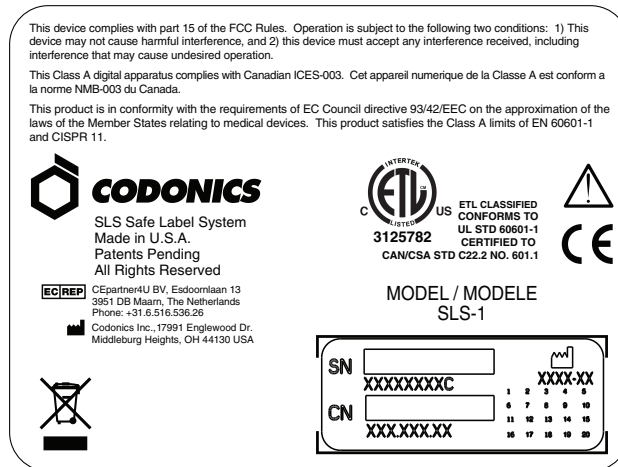 This device complies with part 15 of the FCC Rules. Operation is subject to the following two conditions: 1) This
device may not cause harmful interference, and 2) this device must accept any interference received, including
interference that may cause undesired operation.
This Class A digital apparatus complies with Canadian ICES-003. Cet appareil numerique de la Classe A est conform a
la norme NMB-003 du Canada.
This product is in conformity with the requirements of EC Council directive 93/42/EEC on the approximation of the
laws of the Member States relating to medical devices. This product satisfies the Class A limits of EN 60601-1
and CISPR 11.
CODONICS
SLS Safe Label System
Made in U.S.A.
Patents Pending
All Rights Reserved
EC REP
CEpartner4U BV, Esdoornlaan 13
3951 DB Maarn, The Netherlands
Phone: +31.6.516.536.26
Codonics Inc.,17991 Englewood Dr.
Middleburg Heights, OH 44130 USA
INTERTEK
ETL
CM
LISTED
C US
3125782
ETL CLASSIFIED
CONFORMS TO
UL STD 60601-1
CERTIFIED TO
CAN/CSA STD C22.2 NO. 601.1
CE
MODEL / MODELE
SLS-1
SN
XXXXXXXXC
CN
XXX.XXX.XX
XXXX-XX
1 2 3 4 5
6 7 8 9 10
11 12 13 14 15
16 17 18 19 20